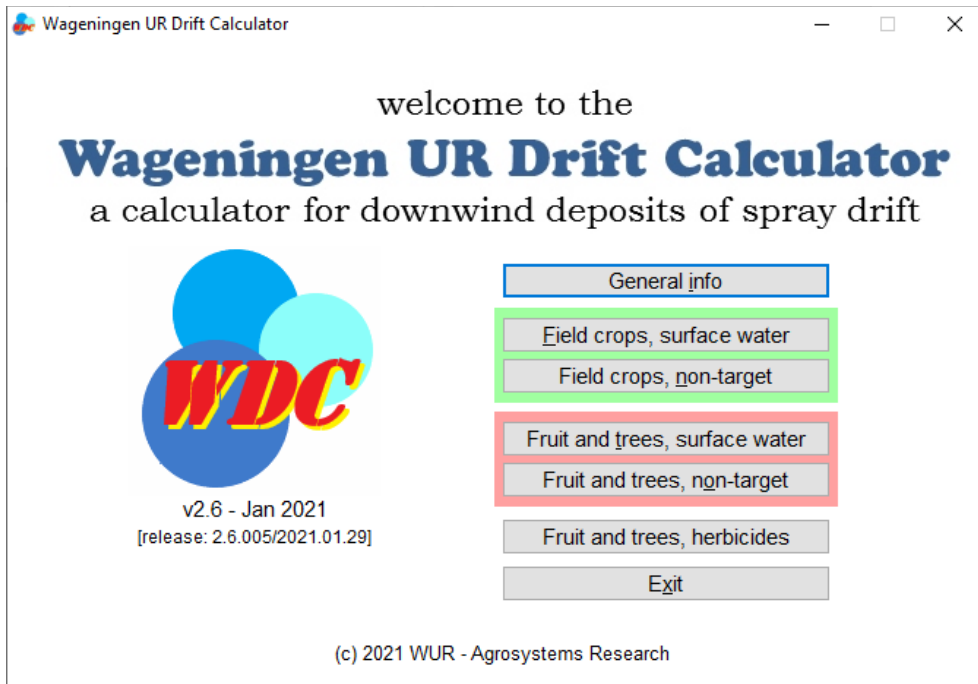 Wageningen UR Drift Calculator
welcome to the
Wageningen UR Drift Calculator
a calculator for downwind deposits of spray drift
WDC
v2.6 - Jan 2021
[release: 2.6.005/2021.01.29]
General info
Field crops, surface water
Field crops, non-target
Fruit and trees, surface water
Fruit and trees, non-target
Fruit and trees, herbicides
Exit
(c) 2021 WUR - Agrosystems Research